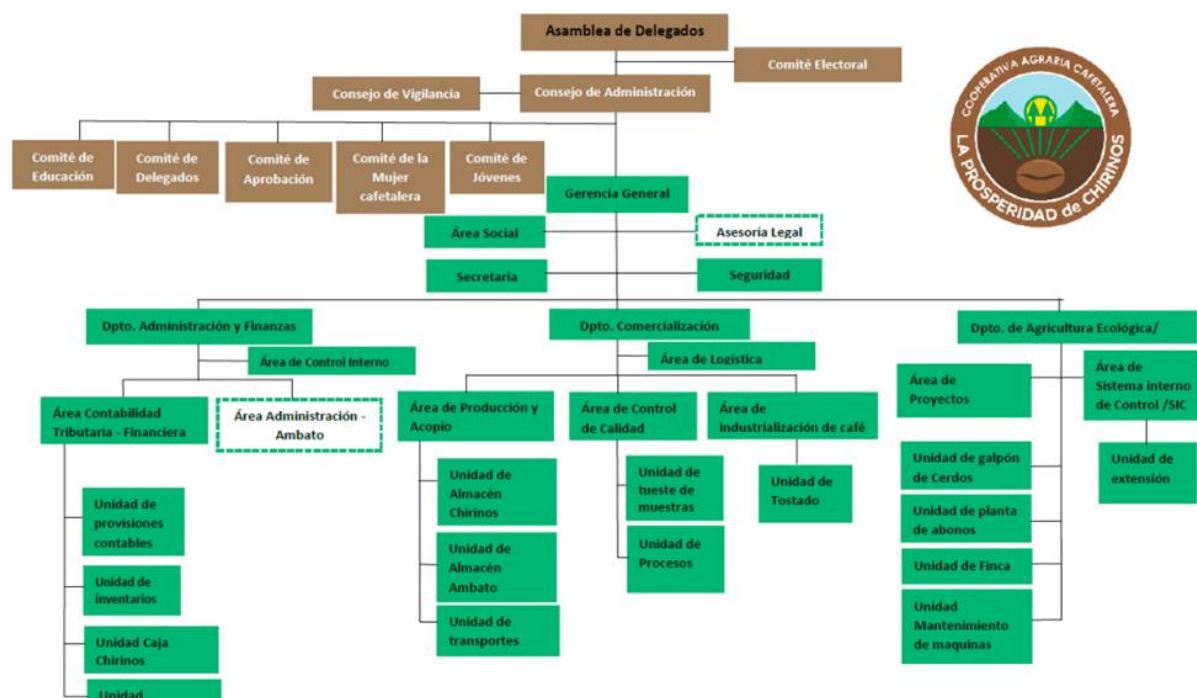 Asamblea de Delegados
Comité Electoral
Consejo de Vigilancia
Consejo de Administración
COOPERATIVA AGRARIA CAFETALERA
LA PROSPERIDAD de CHIRINOS
Comité de
Educación
Comité de
Delegados
Comité de
Aprobación
Comité de la
Mujer
cafetalera
Comité de
Jóvenes
Gerencia General
Área Social
Asesoría Legal
Secretaria
Seguridad
Dpto. Administración y Finanzas
Dpto. Comercialización
Dpto. de Agricultura Ecológica/
Área de Control Interno
Área de Logística
Área Contabilidad
Tributaria - Financiera
Área Administración -
Ambato
Área de Producción y
Acopio
Área de Control
de Calidad
Área de
industrialización de café
Área de
Proyectos
Área de
Sistema interno
de Control /SIC
Unidad de
provisiones
contables
Unidad de
inventarios
Unidad Caja
Chirinos
Unidad
Unidad de
Almacén
Chirinos
Unidad de
Almacén
Ambato
Unidad de
transportes
Unidad de
tueste de
muestras
Unidad de
Procesos
Unidad de
Tostado
Unidad de galpón
de Cerdos
Unidad de planta
de abonos
Unidad de Finca
Unidad
Mantenimiento
de maquinas
Unidad de
extensión